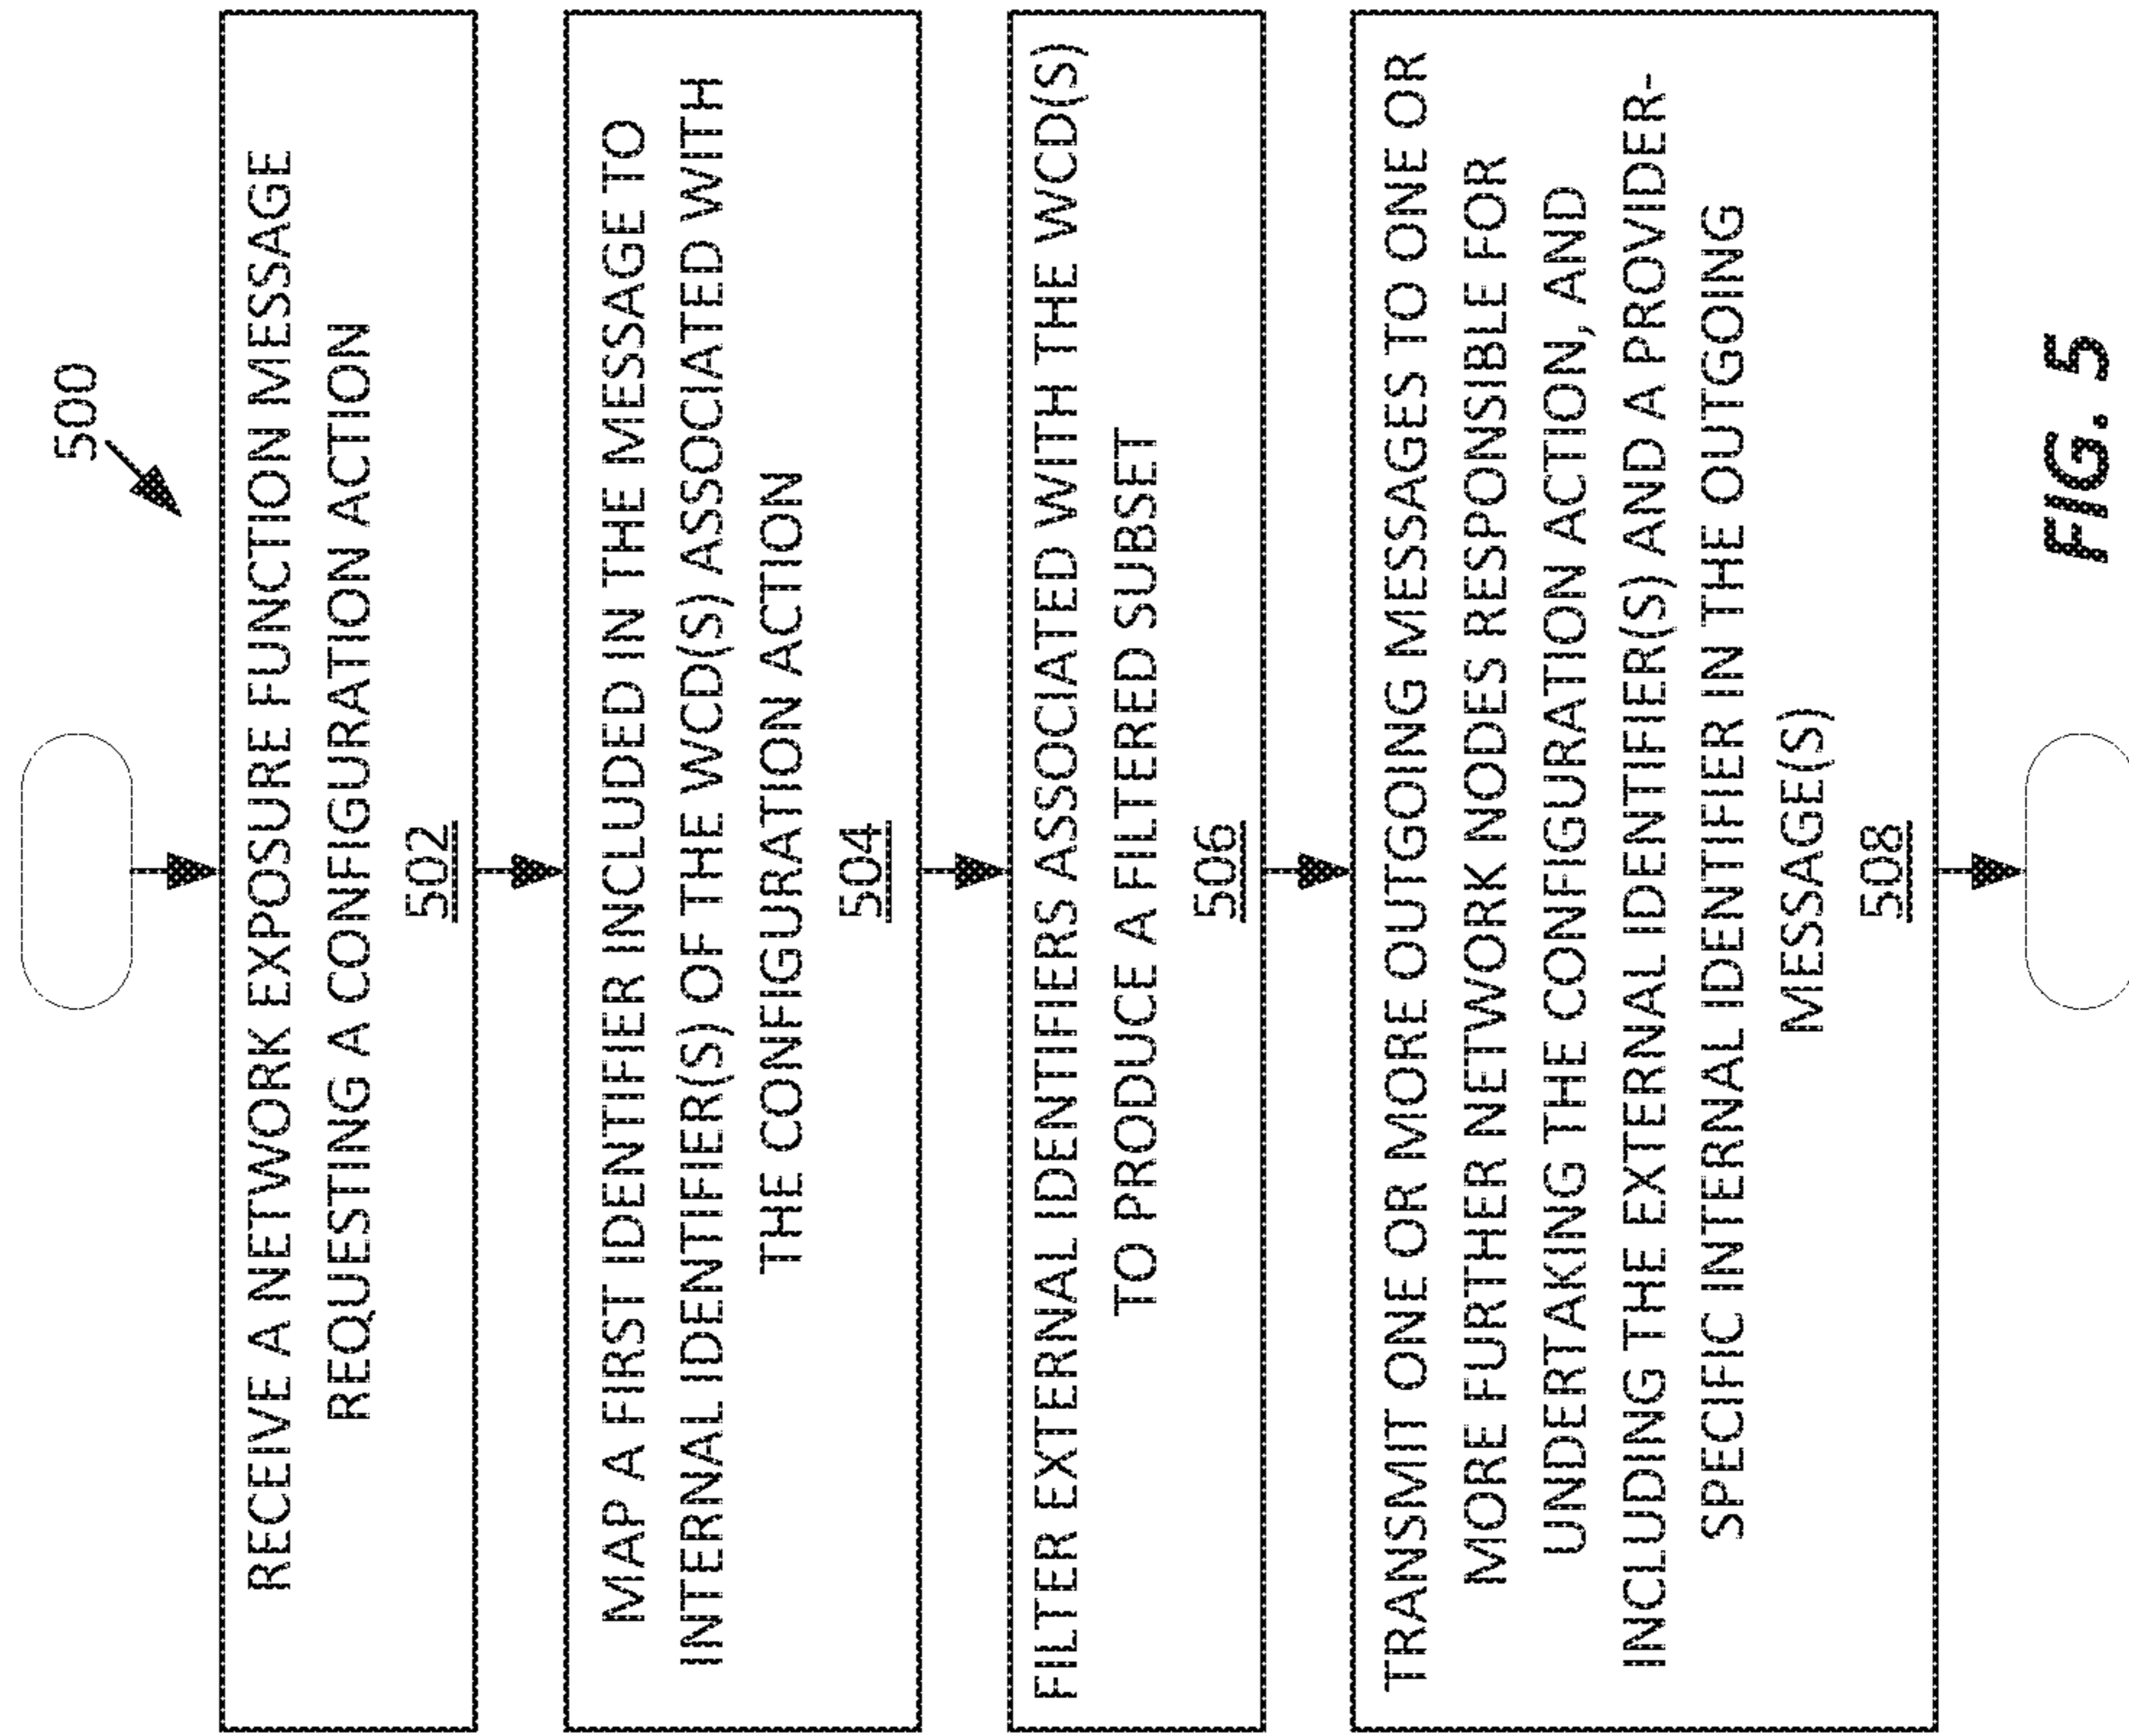 500
RECEIVE A NETWORK EXPOSURE FUNCTION MESSAGE
REQUESTING A CONFIGURATION ACTION
502
MAP A FIRST IDENTIFIER INCLUDED IN THE MESSAGE TO
INTERNAL IDENTIFIER(S) OF THE WCD(S) ASSOCIATED WITH
THE CONFIGURATION ACTION
504
FILTER EXTERNAL IDENTIFIERS ASSOCIATED WITH THE WCD(S)
TO PRODUCE A FILTERED SUBSET
506
TRANSMIT ONE OR MORE OUTGOING MESSAGES TO ONE OR
MORE FURTHER NETWORK NODES RESPONSIBLE FOR
UNDERTAKING THE CONFIGURATION ACTION, AND
INCLUDING THE EXTERNAL IDENTIFIER(S) AND A PROVIDER-
SPECIFIC INTERNAL IDENTIFIER IN THE OUTGOING
MESSAGE(S)
508
FIG. 5